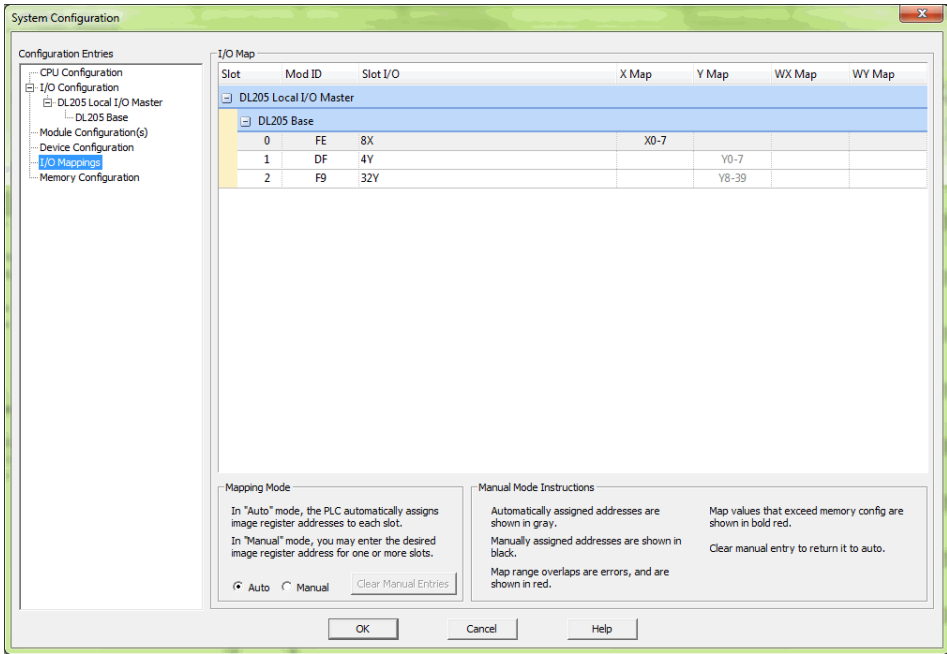 System Configuration
Configuration Entries
CPU Configuration
I/O Configuration
DL205 Local I/O Master
DL205 Base
Module Configuration(s)
Device Configuration
I/O Mappings
Memory Configuration
I/O Map
Slot Mod ID Slot I/O X Map Y Map WX Map WY Map
DL205 Local I/O Master
DL205 Base
0 FE 8X X0-7
1 DF 4Y Y0-7
2 F9 32Y Y8-39
Mapping Mode
In "Auto" mode, the PLC automatically assigns
image register addresses to each slot.
In "Manual" mode, you may enter the desired
image register address for one or more slots.
Auto Manual Clear Manual Entries
Manual Mode Instructions
Automatically assigned addresses are
shown in gray.
Manually assigned addresses are shown in
black.
Map range overlaps are errors, and are
shown in red.
Map values that exceed memory config are
shown in bold red.
Clear manual entry to return it to auto.
OK Cancel Help